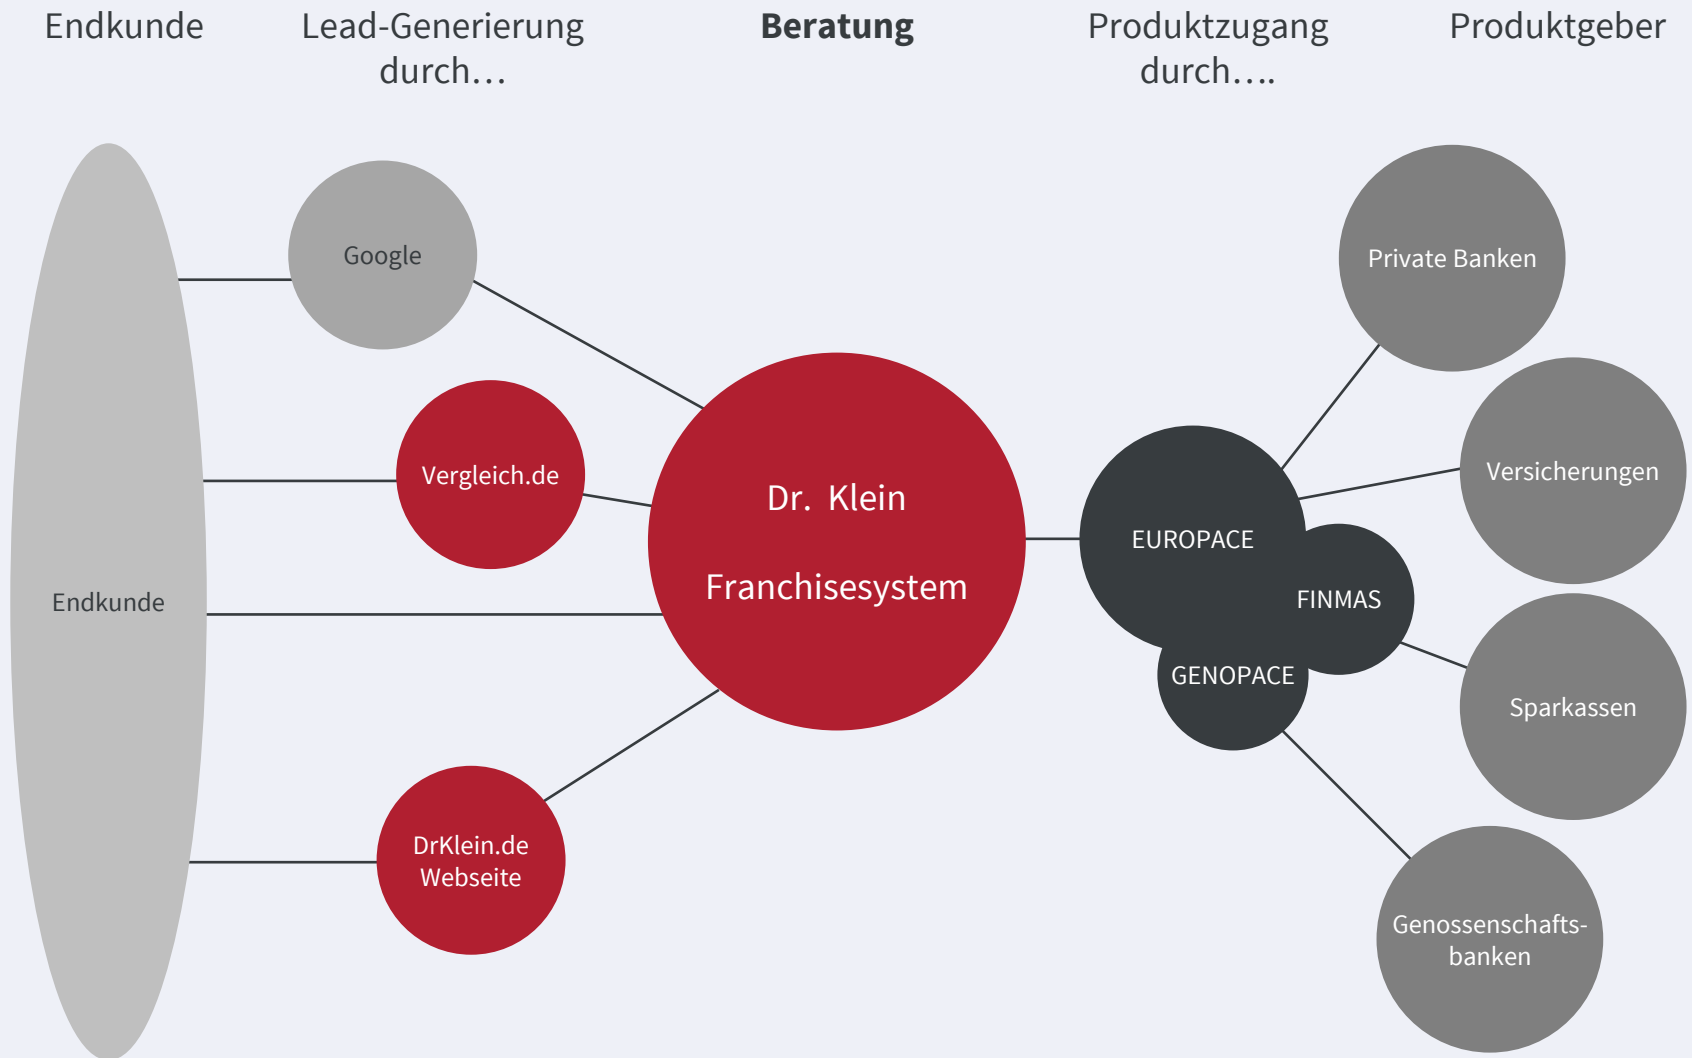 Endkunde
Lead-Generierung
durch…
Beratung
Produktzugang
durch….
Produktgeber
Google
Private Banken
Vergleich.de
Versicherungen
Dr. Klein
Franchisesystem
EUROPACE
FINMAS
Endkunde
GENOPACE
Sparkassen
DrKlein.de
Webseite
Genossenschafts-
banken